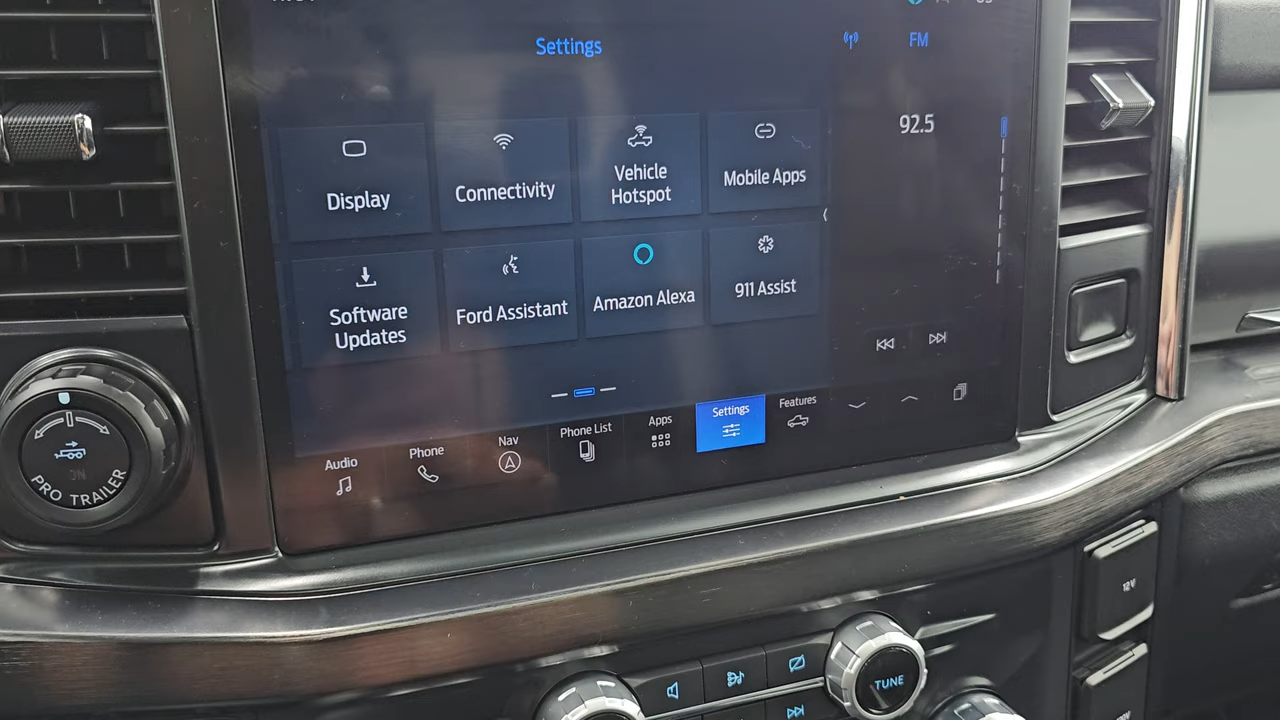 Settings
FM
92.5
Display
Connectivity
Vehicle
Hotspot
Mobile Apps
Software
Updates
Ford Assistant
Amazon Alexa
911 Assist
Audio
Phone
Nav
Phone List
Apps
Settings
Features
PRO TRAILER
12V
TUNE